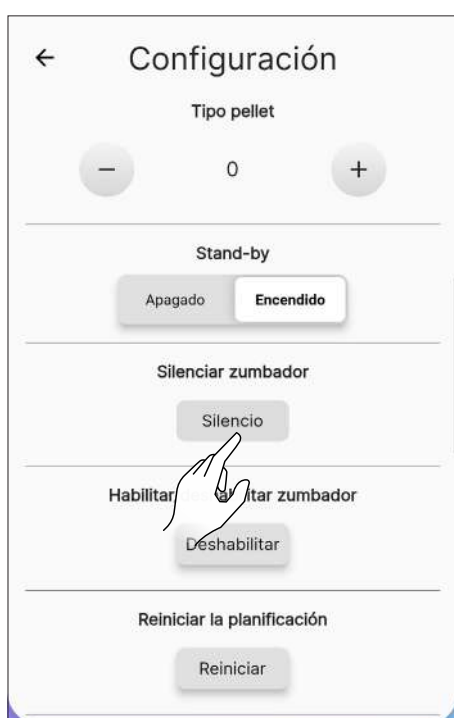 Configuración
Tipo pellet
− 0 +
Stand-by
Apagado Encendido
Silenciar zumbador
Silencio
Habilitar zumbador
Deshabilitar
Reiniciar la planificación
Reiniciar